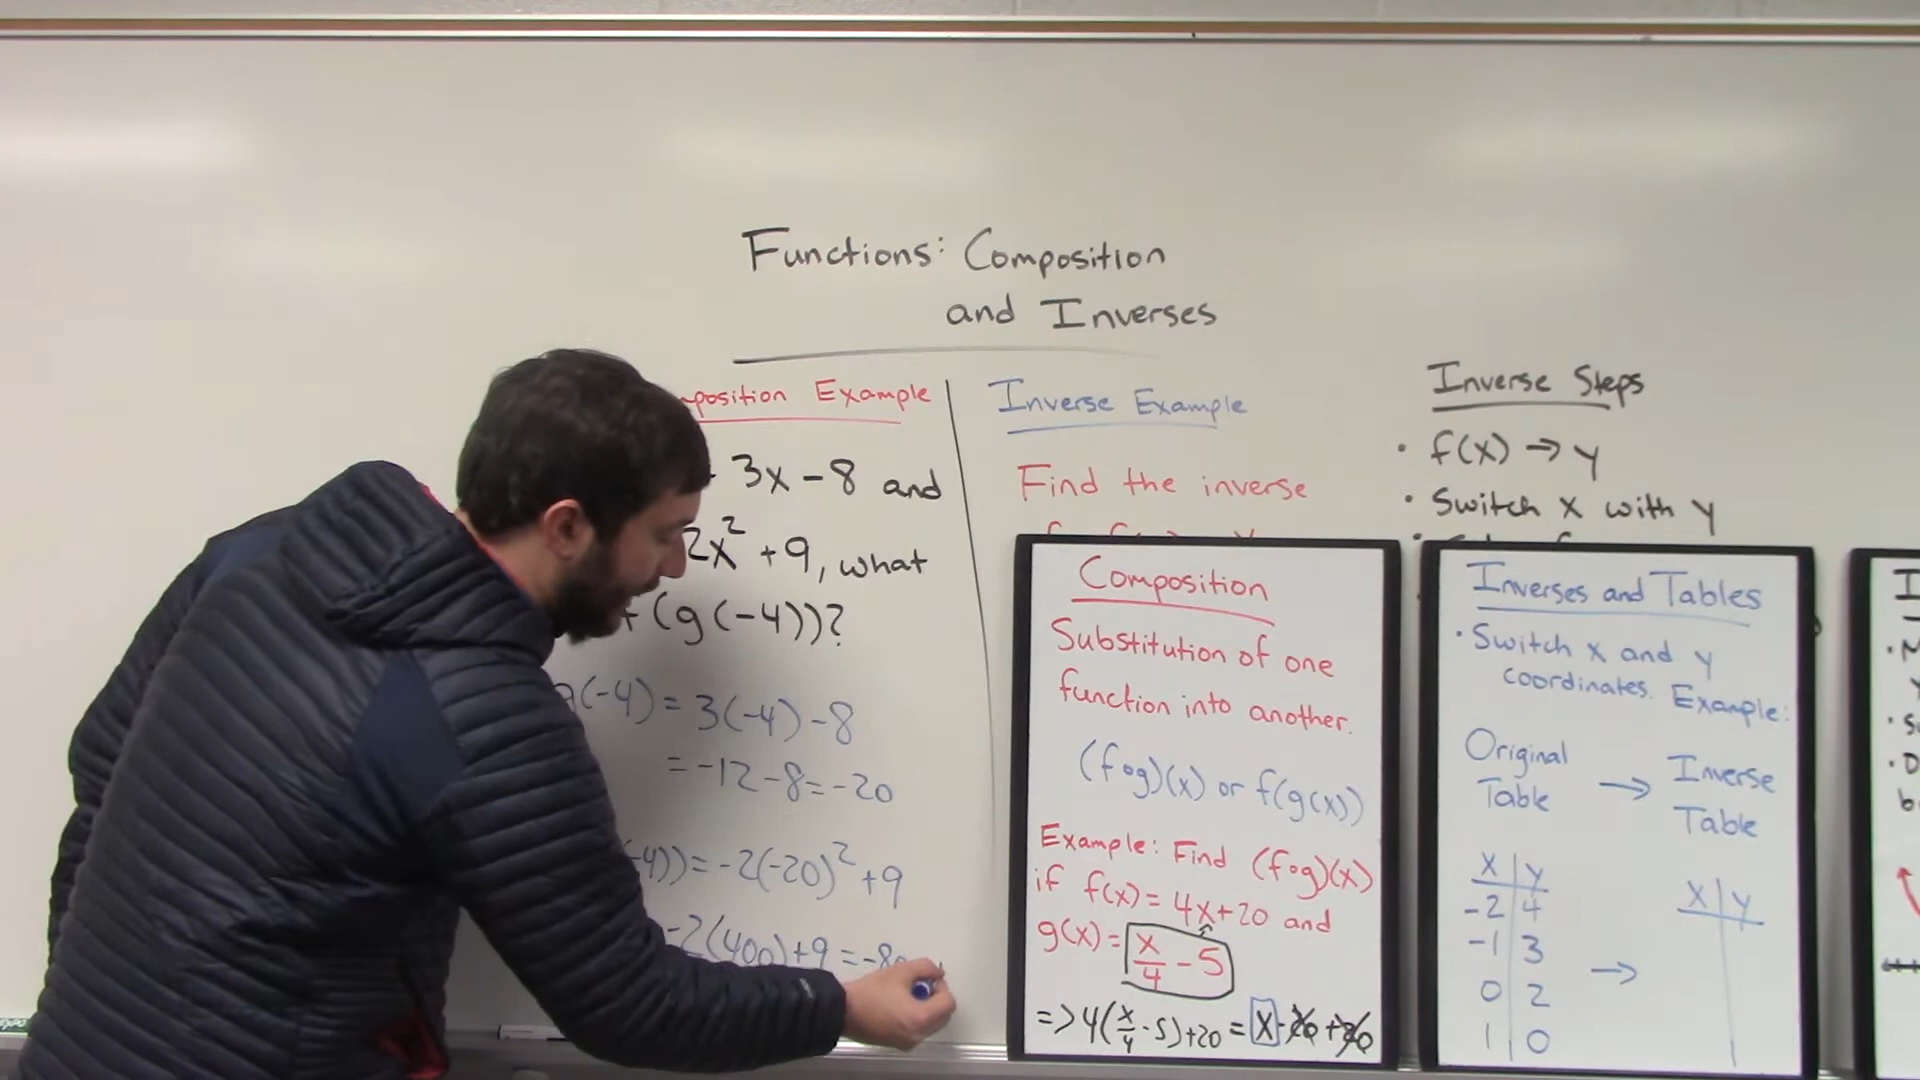 Functions: Composition
and Inverses
position Example
3x - 8 and
2x² + 9, what
(g(-4))?
(-4) = 3(-4) - 8
= -12 - 8 = -20
-4)) = -2(-20)² + 9
-2(400) + 9 = -80
Inverse Example
Find the inverse
Inverse Steps
• f(x) → y
• Switch x with y
Composition
Substitution of one
function into another.
(fog)(x) or f(g(x))
Example: Find (fog)(x)
if f(x) = 4x+20 and
g(x) = x/4 - 5
=> 4(x/4 - 5) + 20 = x - 20 + 20
Inverses and Tables
• Switch x and y
coordinates. Example:
Original → Inverse
Table Table
x | y x | y
-2 | 4
-1 | 3 →
0 | 2
1 | 0